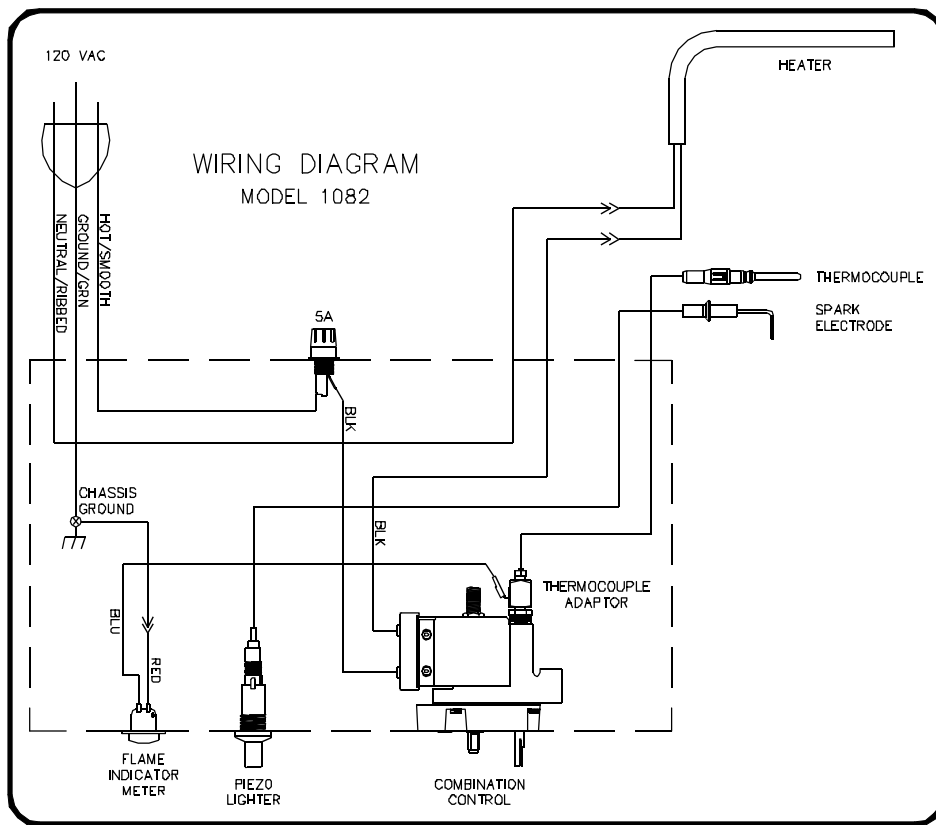 120 VAC
HEATER
WIRING DIAGRAM
MODEL 1082
NEUTRAL/RIBBED
GROUND/GRN
HOT/SMOOTH
THERMOCOUPLE
SPARK
ELECTRODE
5A
BLK
CHASSIS
GROUND
BLK
THERMOCOUPLE
ADAPTOR
BLU
RED
FLAME
INDICATOR
METER
PIEZO
LIGHTER
COMBINATION
CONTROL